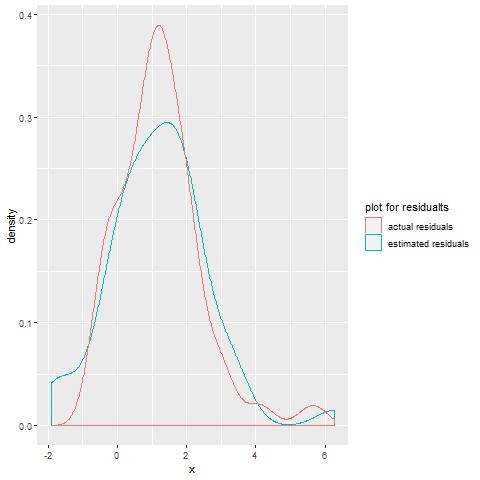 0.4
0.3
0.2
0.1
0.0
density
-2
0
2
4
6
x
plot for residualts
actual residuals
estimated residuals